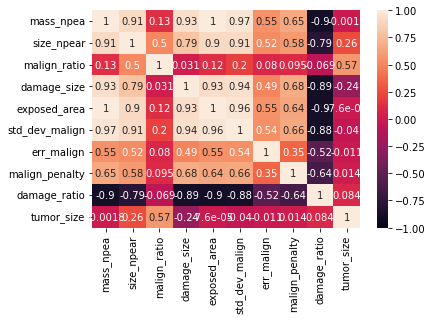 mass_npea 1 0.91 0.13 0.93 1 0.97 0.55 0.65 -0.9 0.001
size_npear 0.91 1 0.5 0.79 0.9 0.91 0.52 0.58 -0.79 0.26
malign_ratio 0.13 0.5 1 0.031 0.12 0.2 0.08 0.095 0.069 0.57
damage_size 0.93 0.79 0.031 1 0.93 0.94 0.49 0.68 -0.89 -0.24
exposed_area 1 0.9 0.12 0.93 1 0.96 0.55 0.64 -0.9 7.6e-0
std_dev_malign 0.97 0.91 0.2 0.94 0.96 1 0.54 0.66 -0.88 -0.04
err_malign 0.55 0.52 0.08 0.49 0.55 0.54 1 0.35 -0.52 -0.011
malign_penalty 0.65 0.58 0.095 0.68 0.64 0.66 0.35 1 -0.64 0.014
damage_ratio -0.9 -0.79 -0.069 -0.89 -0.9 -0.88 -0.52 -0.64 1 0.084
tumor_size 0.0018 0.26 0.57 -0.24 7.6e-05 -0.04 -0.011 0.014 0.084 1
mass_npea
size_npear
malign_ratio
damage_size
exposed_area
std_dev_malign
err_malign
malign_penalty
damage_ratio
tumor_size
1.00
0.75
0.50
0.25
0.00
−0.25
−0.50
−0.75
−1.00